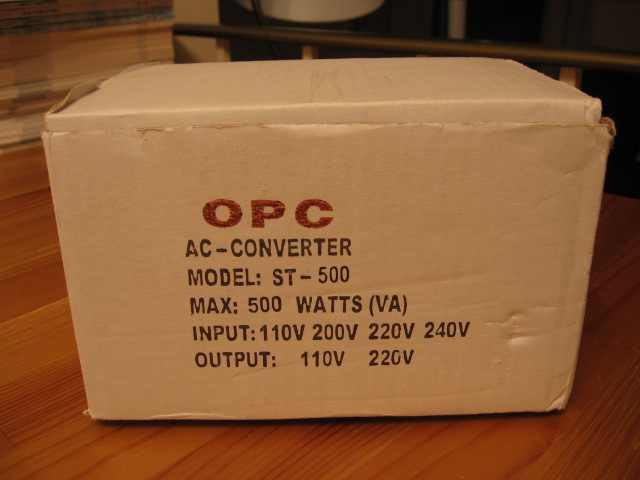 OPC
AC-CONVERTER
MODEL: ST-500
MAX: 500 WATTS (VA)
INPUT: 110V 200V 220V 240V
OUTPUT: 110V 220V